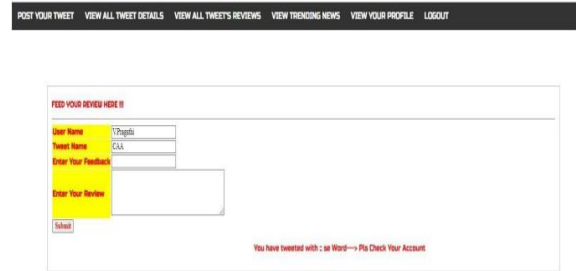 POST YOUR TWEET VIEW ALL TWEET DETAILS VIEW ALL TWEET'S REVIEWS VIEW TRENDING NEWS VIEW YOUR PROFILE LOGOUT
FEED YOUR REVIEW HERE !!!
User Name VPragathi
Tweet Name CAA
Enter Your Feedback
Enter Your Review
Submit
You have tweeted with :: se Word---> Pls Check Your Account